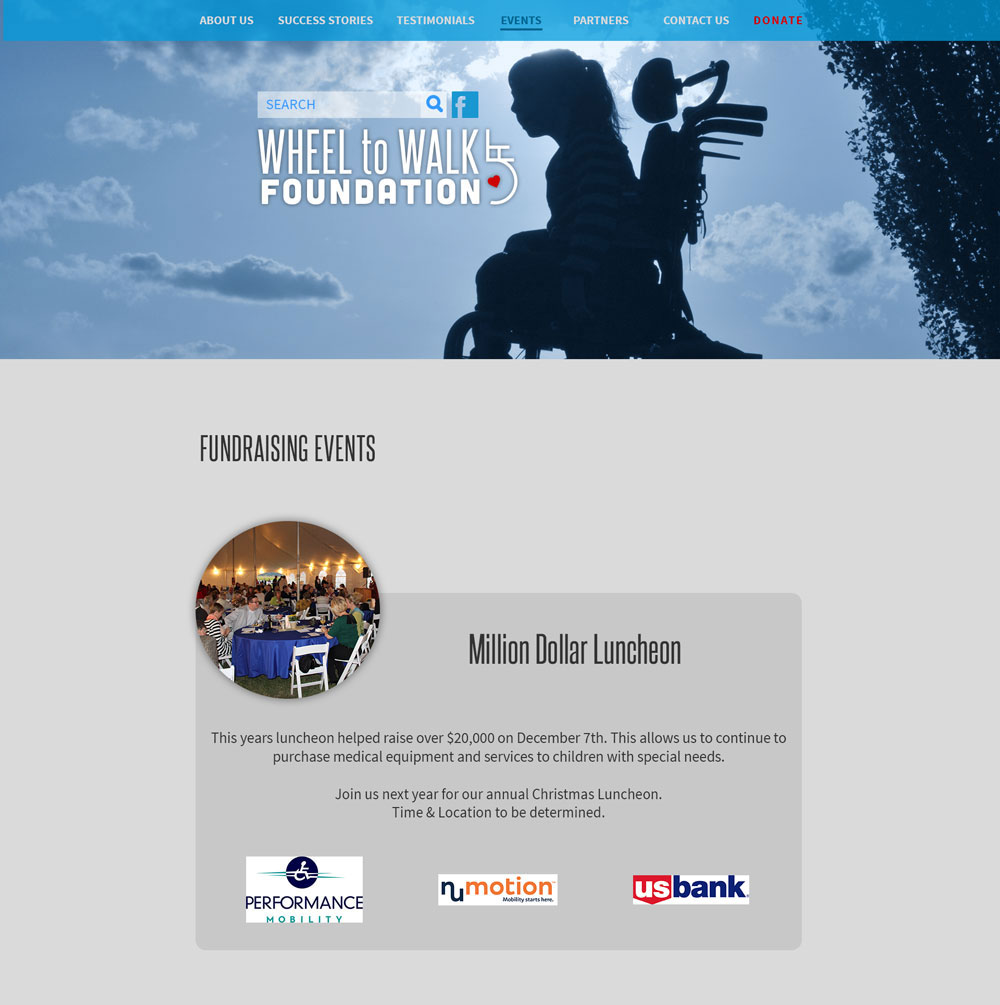 ABOUT US SUCCESS STORIES TESTIMONIALS EVENTS PARTNERS CONTACT US DONATE
SEARCH f
WHEEL to WALK
FOUNDATION
FUNDRAISING EVENTS
Million Dollar Luncheon
This years luncheon helped raise over $20,000 on December 7th. This allows us to continue to
purchase medical equipment and services to children with special needs.
Join us next year for our annual Christmas Luncheon.
Time & Location to be determined.
PERFORMANCE
MOBILITY
numotion
Mobility starts here.
usbank